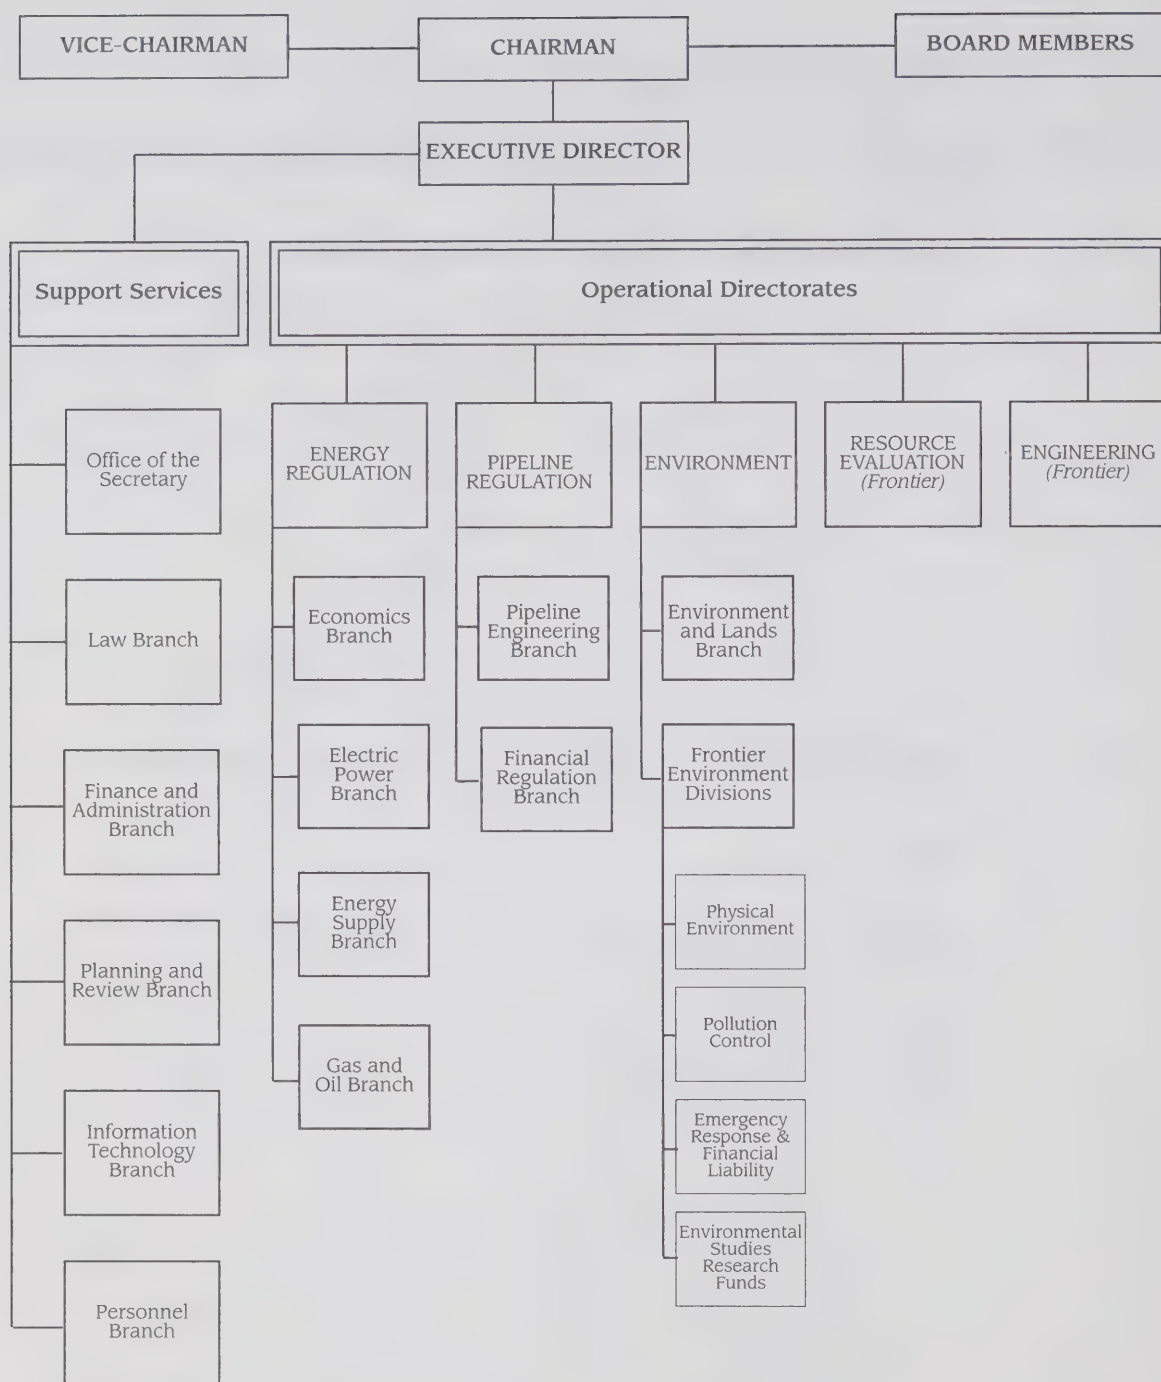 VICE-CHAIRMAN
CHAIRMAN
BOARD MEMBERS
EXECUTIVE DIRECTOR
Support Services
Operational Directorates
Office of the
Secretary
Law Branch
Finance and
Administration
Branch
Planning and
Review Branch
Information
Technology
Branch
Personnel
Branch
ENERGY
REGULATION
Economics
Branch
Electric
Power
Branch
Energy
Supply
Branch
Gas and
Oil Branch
PIPELINE
REGULATION
Pipeline
Engineering
Branch
Financial
Regulation
Branch
ENVIRONMENT
Environment
and Lands
Branch
Frontier
Environment
Divisions
Physical
Environment
Pollution
Control
Emergency
Response &
Financial
Liability
Environmental
Studies
Research
Funds
RESOURCE
EVALUATION
(Frontier)
ENGINEERING
(Frontier)